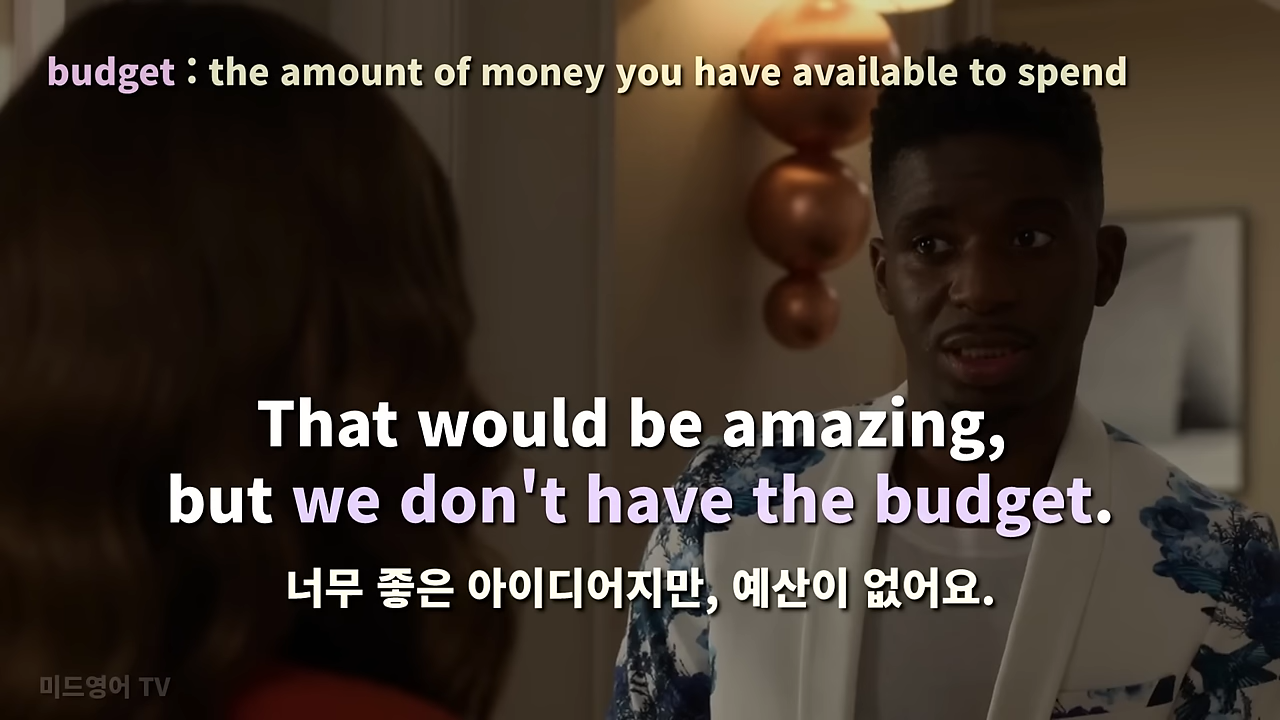 budget : the amount of money you have available to spend
That would be amazing,
but we don't have the budget.
너무 좋은 아이디어지만, 예산이 없어요.
미드영어 TV